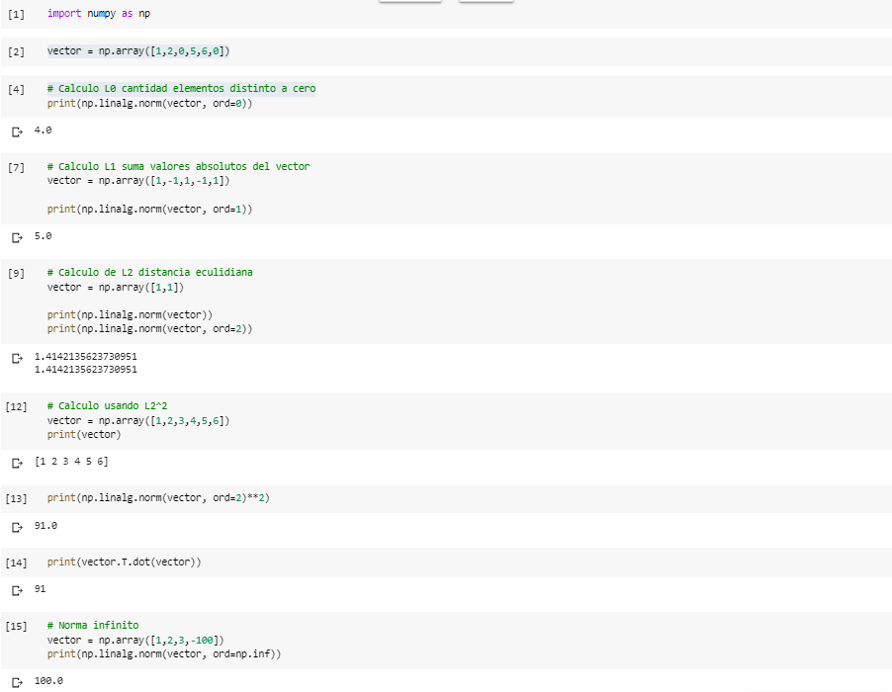 [1] import numpy as np
[2] vector = np.array([1,2,0,5,6,0])
[4] # Calculo L0 cantidad elementos distinto a cero
print(np.linalg.norm(vector, ord=0))
4.0
[7] # Calculo L1 suma valores absolutos del vector
vector = np.array([1,-1,1,-1,1])
print(np.linalg.norm(vector, ord=1))
5.0
[9] # Calculo de L2 distancia eculidiana
vector = np.array([1,1])
print(np.linalg.norm(vector))
print(np.linalg.norm(vector, ord=2))
1.4142135623730951
1.4142135623730951
[12] # Calculo usando L2^2
vector = np.array([1,2,3,4,5,6])
print(vector)
[1 2 3 4 5 6]
[13] print(np.linalg.norm(vector, ord=2)**2)
91.0
[14] print(vector.T.dot(vector))
91
[15] # Norma infinito
vector = np.array([1,2,3,-100])
print(np.linalg.norm(vector, ord=np.inf))
100.0